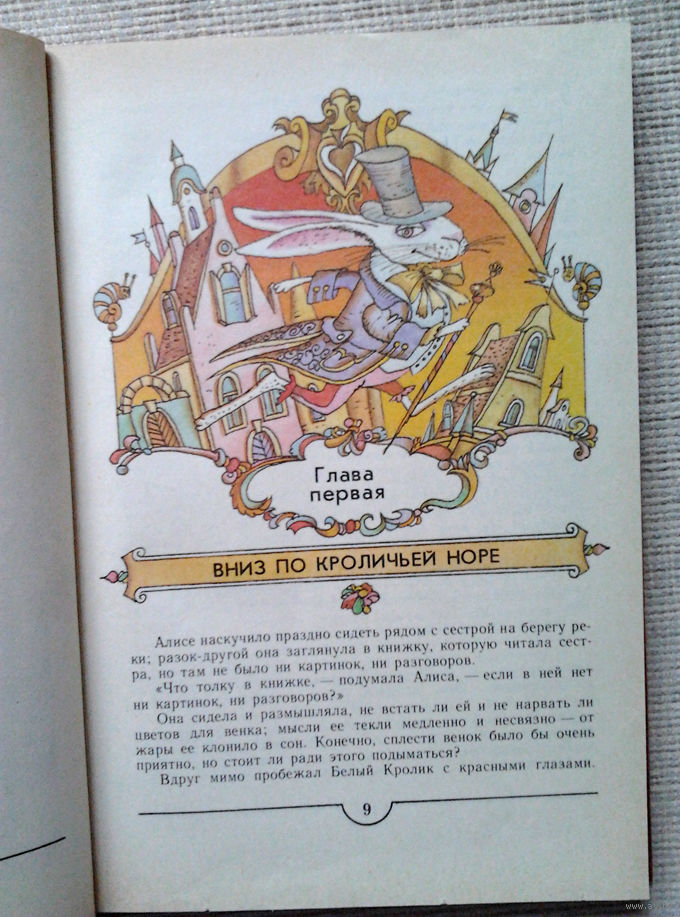 Глава
первая
ВНИЗ ПО КРОЛИЧЬЕЙ НОРЕ
Алисе наскучило праздно сидеть рядом с сестрой на берегу ре-
ки; разок-другой она заглянула в книжку, которую читала сест-
ра, но там не было ни картинок, ни разговоров.
«Что толку в книжке, — подумала Алиса, — если в ней нет
ни картинок, ни разговоров?»
Она сидела и размышляла, не встать ли ей и не нарвать ли
цветов для венка; мысли ее текли медленно и несвязно — от
жары ее клонило в сон. Конечно, сплести венок было бы очень
приятно, но стоит ли ради этого подыматься?
Вдруг мимо пробежал Белый Кролик с красными глазами.
9